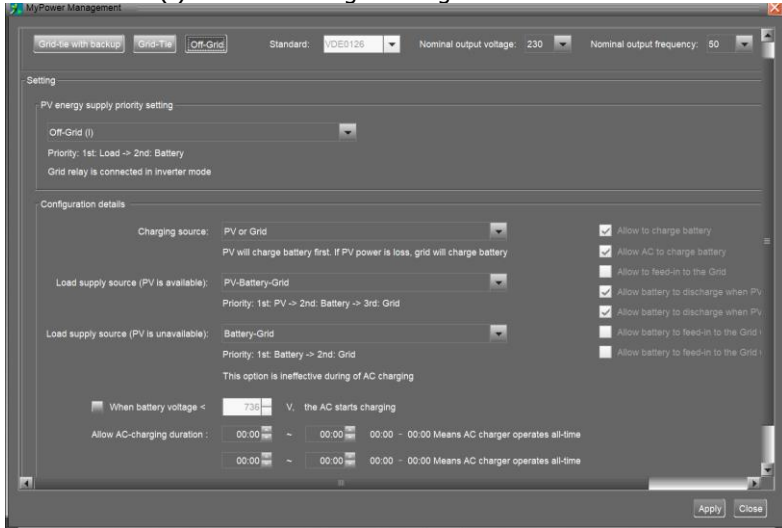 MyPower Management
Grid-tie with backup Grid-Tie Off-Grid Standard: VDE0126 Nominal output voltage: 230 Nominal output frequency: 50
Setting
PV energy supply priority setting
Off-Grid (I)
Priority: 1st: Load -> 2nd: Battery
Grid relay is connected in inverter mode
Configuration details
Charging source: PV or Grid Allow to charge battery
PV will charge battery first. If PV power is loss, grid will charge battery Allow AC to charge battery
Allow to feed-in to the Grid
Load supply source (PV is available): PV-Battery-Grid Allow battery to discharge when PV
Priority: 1st: PV -> 2nd: Battery -> 3rd: Grid Allow battery to discharge when PV
Load supply source (PV is unavailable): Battery-Grid Allow battery to feed-in to the Grid
Priority: 1st: Battery -> 2nd: Grid Allow battery to feed-in to the Grid
This option is ineffective during of AC charging
When battery voltage < 736 V, the AC starts charging
Allow AC-charging duration : 00:00 ~ 00:00 00:00 - 00:00 Means AC charger operates all-time
00:00 ~ 00:00 00:00 - 00:00 Means AC charger operates all-time
Apply Close